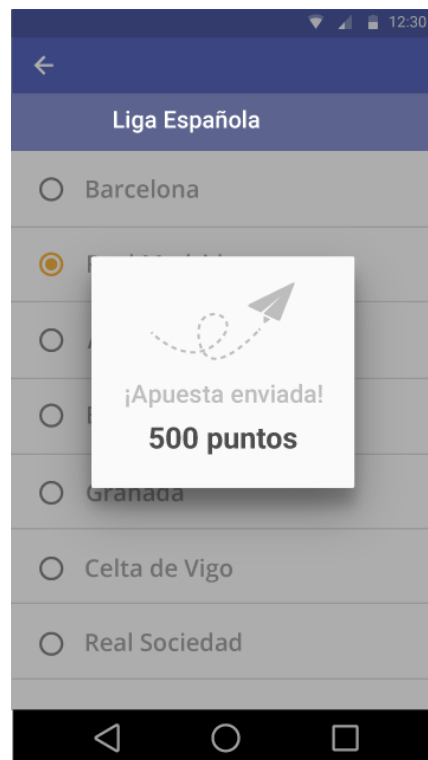 12:30
Liga Española
Barcelona
¡Apuesta enviada!
500 puntos
Granada
Celta de Vigo
Real Sociedad